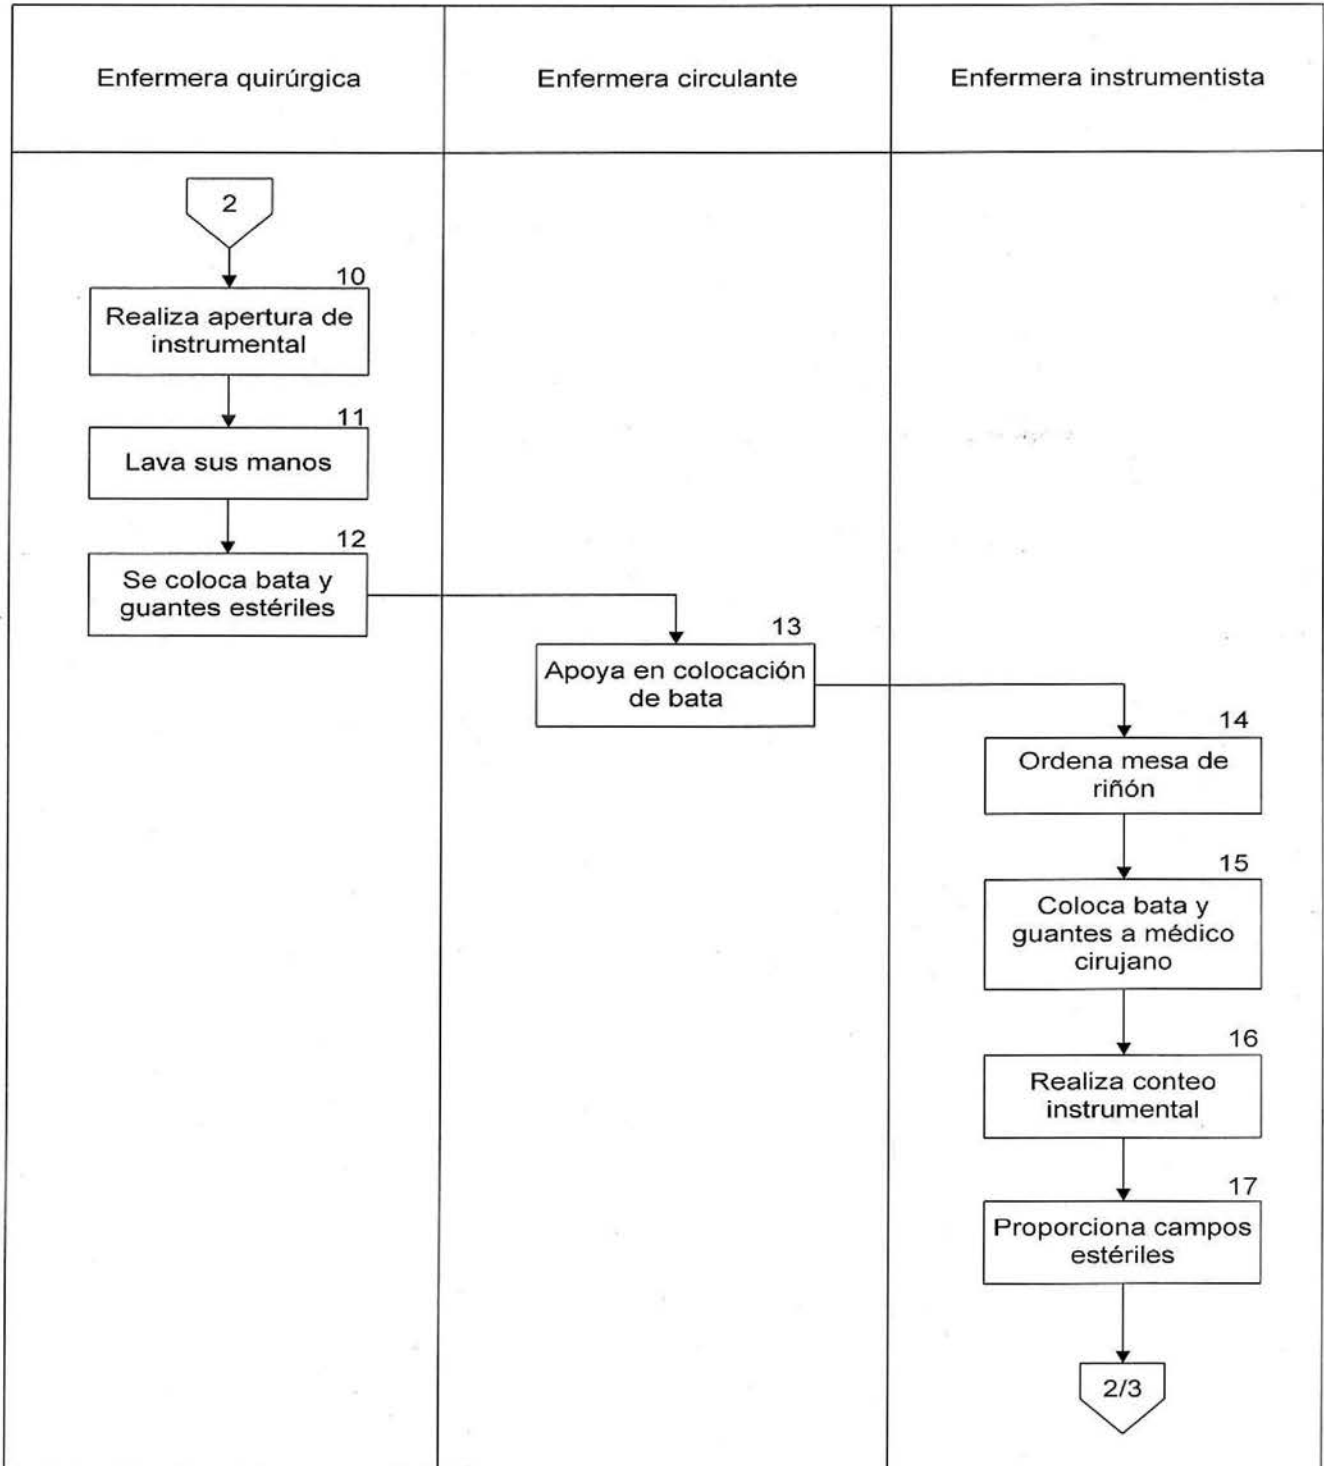 Enfermera quirúrgica
Enfermera circulante
Enfermera instrumentista
2
10
Realiza apertura de
instrumental
11
Lava sus manos
12
Se coloca bata y
guantes estériles
13
Apoya en colocación
de bata
14
Ordena mesa de
riñón
15
Coloca bata y
guantes a médico
cirujano
16
Realiza conteo
instrumental
17
Proporciona campos
estériles
2/3